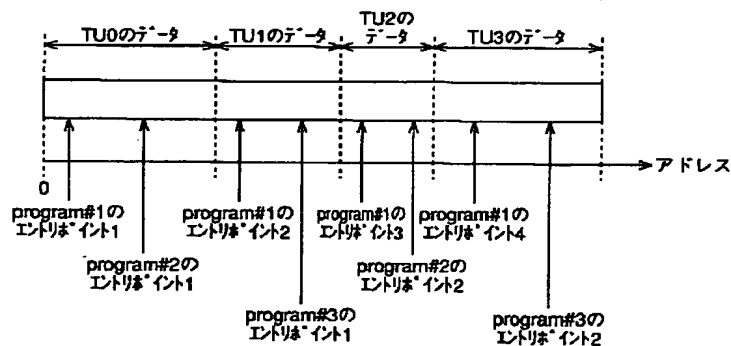 TU0のデータ
TU1のデータ
TU2の
データ
TU3のデータ
アドレス
0
program#1の
エントリポイント1
program#1の
エントリポイント2
program#1の
エントリポイント3
program#1の
エントリポイント4
program#2の
エントリポイント1
program#2の
エントリポイント2
program#3の
エントリポイント1
program#3の
エントリポイント2